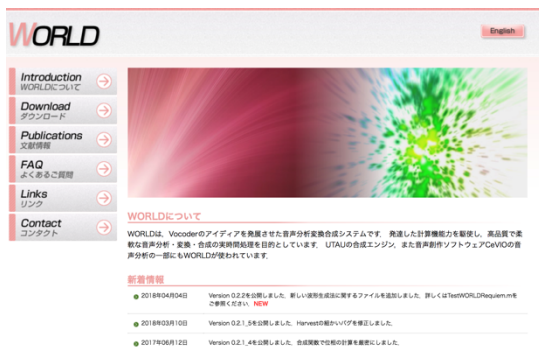 WORLD
English
Introduction
WORLDについて
Download
ダウンロード
Publications
文献情報
FAQ
よくあるご質問
Links
リンク
Contact
コンタクト
WORLDについて
WORLDは，Vocoderのアイディアを発展させた音声分析変換合成システムです．発達した計算機能力を駆使し，高品質で柔
軟な音声分析・変換・合成の実時間処理を目的としています．UTAUの合成エンジン，また音声創作ソフトウェアCeVIOの音
声分析の一部にもWORLDが使われています．
新着情報
2018年04月04日 Version 0.2.2を公開しました．新しい波形生成法に関するファイルを追加しました．詳しくはTestWORLDRequiem.mを
ご参照ください．NEW
2018年03月10日 Version 0.2.1_5を公開しました．Harvestの細かいバグを修正しました．
2017年06月12日 Version 0.2.1_4を公開しました．合成関数で位相の計算を厳密にしました．